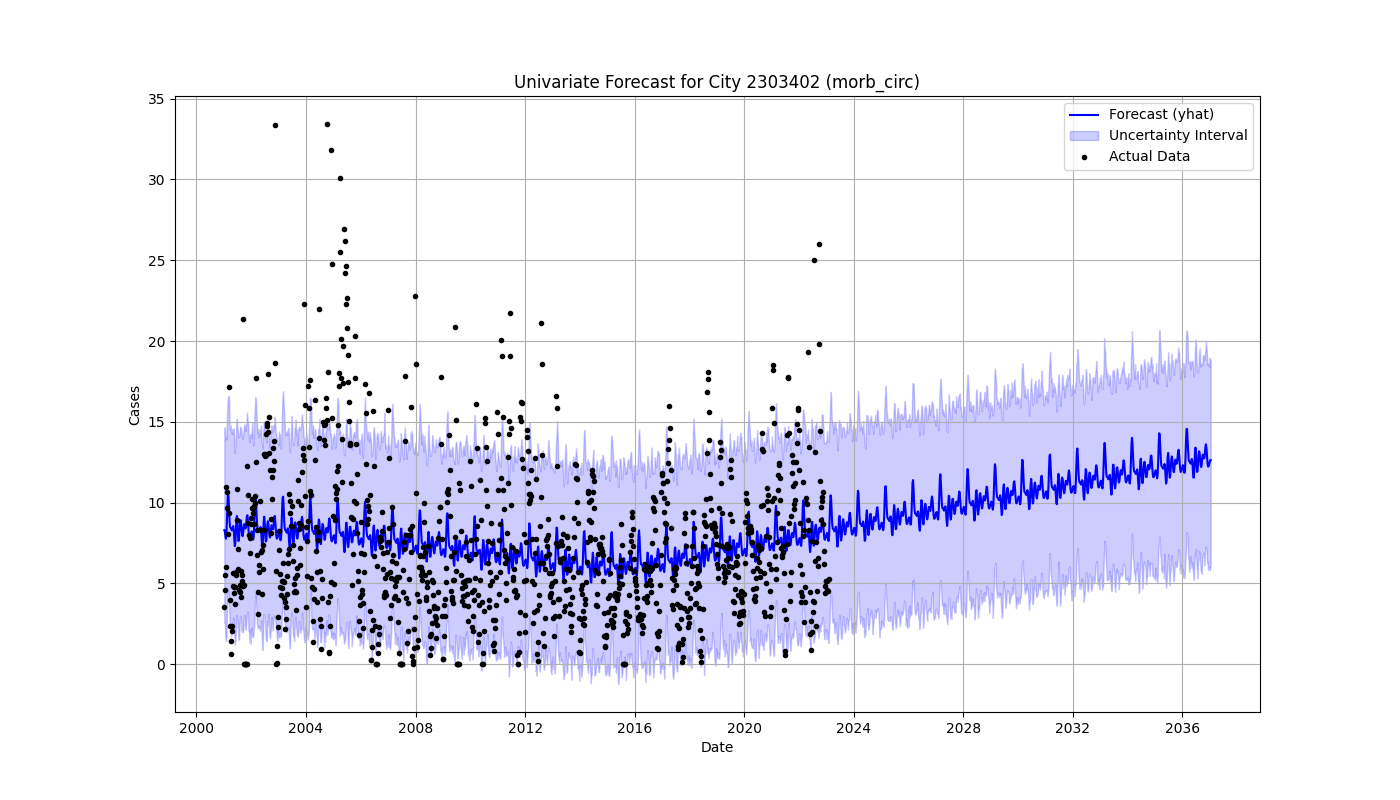 Univariate Forecast for City 2303402 (morb_circ)
Forecast (yhat)
Uncertainty Interval
Actual Data
Cases
35
30
25
20
15
10
5
0
2000 2004 2008 2012 2016 2020 2024 2028 2032 2036
Date